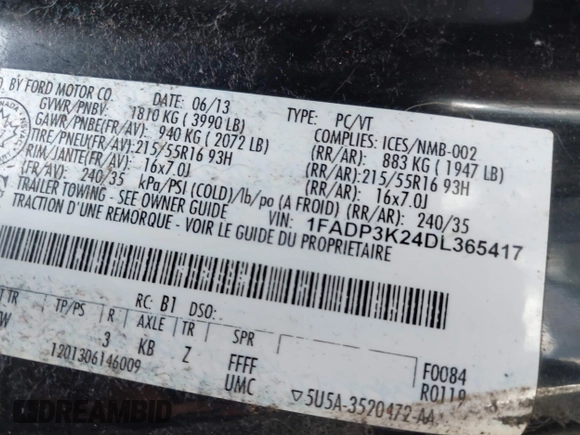 BY FORD MOTOR CO.
DATE: 06/13 TYPE: PC/VT
GVWR/PNBV: 1810 KG ( 3990 LB) COMPLIES: ICES/NMB-002
GAWR/PNBE(FR/AV): 940 KG ( 2072 LB) (RR/AR): 883 KG ( 1947 LB)
TIRE/PNEU(FR/AV):215/55R16 93H (RR/AR):215/55R16 93H
RIM/JANTE(FR/AV): 16x7.0J (RR/AR): 16x7.0J
(FR/AV): 240/35 kPa/PSI (COLD)/lb/po (A FROID) (RR/AR): 240/35
TRAILER TOWING - SEE OWNER GUIDE VIN: 1FADP3K24DL365417
TRACTION D'UNE REMORQUE - VOIR LE GUIDE DU PROPRIETAIRE
RC: B1 DSO:
TR TP/PS R AXLE TR SPR
W 3 KB Z FFFF F0084
1201306146009 UMC R0119
5U5A-3520472-AA
DREAMBID